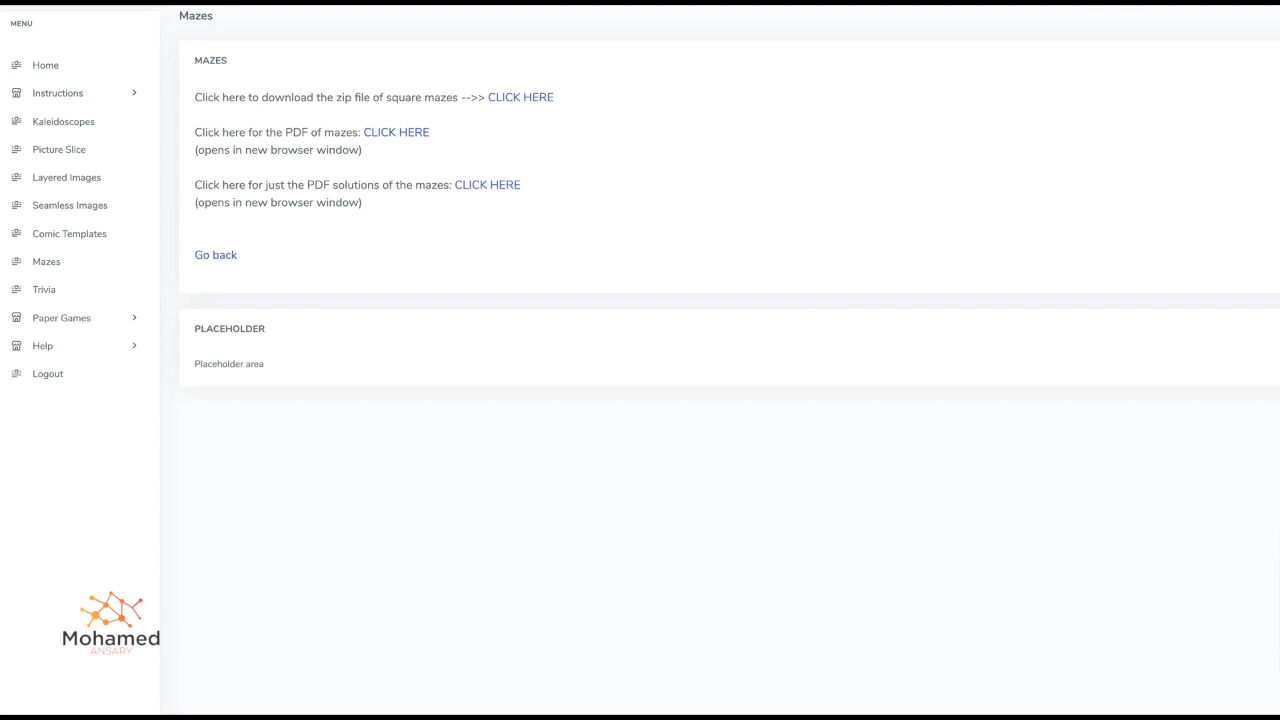 MENU
Home
Instructions
Kaleidoscopes
Picture Slice
Layered Images
Seamless Images
Comic Templates
Mazes
Trivia
Paper Games
Help
Logout
Mohamed
ANSARY
Mazes
MAZES
Click here to download the zip file of square mazes -->> CLICK HERE
Click here for the PDF of mazes: CLICK HERE
(opens in new browser window)
Click here for just the PDF solutions of the mazes: CLICK HERE
(opens in new browser window)
Go back
PLACEHOLDER
Placeholder area